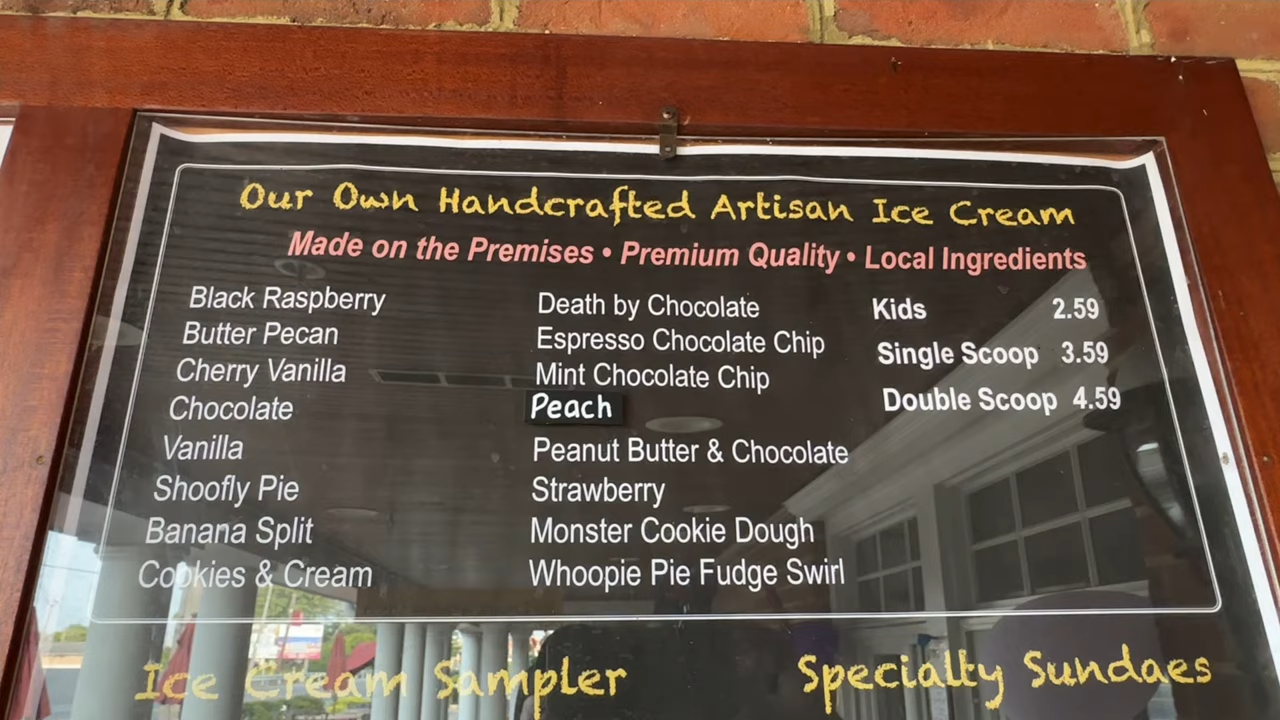 Our Own Handcrafted Artisan Ice Cream
Made on the Premises • Premium Quality • Local Ingredients
Black Raspberry
Butter Pecan
Cherry Vanilla
Chocolate
Vanilla
Shoofly Pie
Banana Split
Cookies & Cream
Death by Chocolate
Espresso Chocolate Chip
Mint Chocolate Chip
Peach
Peanut Butter & Chocolate
Strawberry
Monster Cookie Dough
Whoopie Pie Fudge Swirl
Kids 2.59
Single Scoop 3.59
Double Scoop 4.59
Ice Cream Sampler
Specialty Sundaes